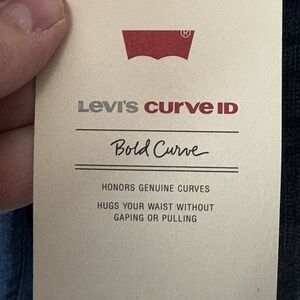 ®
Levi's CURVE ID
Bold Curve
HONORS GENUINE CURVES
HUGS YOUR WAIST WITHOUT
GAPING OR PULLING